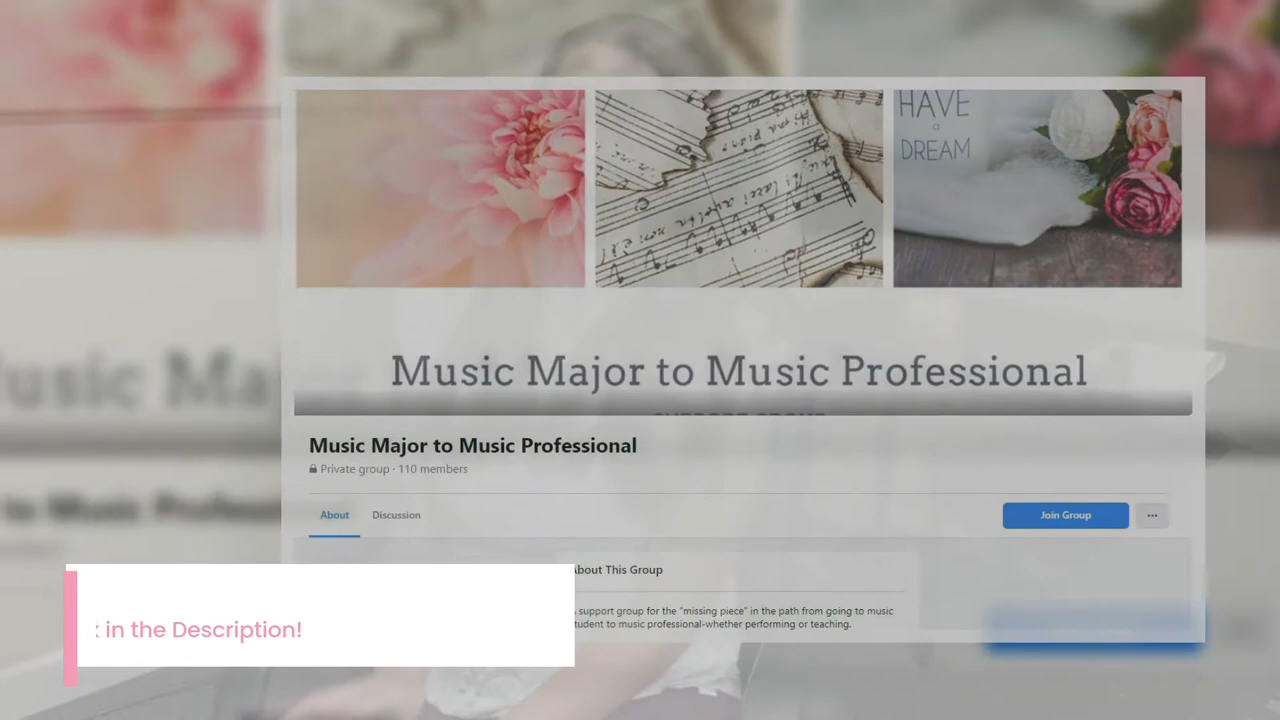 HAVE
a
DREAM
Music Major to Music Professional
Music Major to Music Professional
Private group · 110 members
About Discussion
Join Group
About This Group
support group for the "missing piece" in the path from going to music
student to music professional-whether performing or teaching.
in the Description!